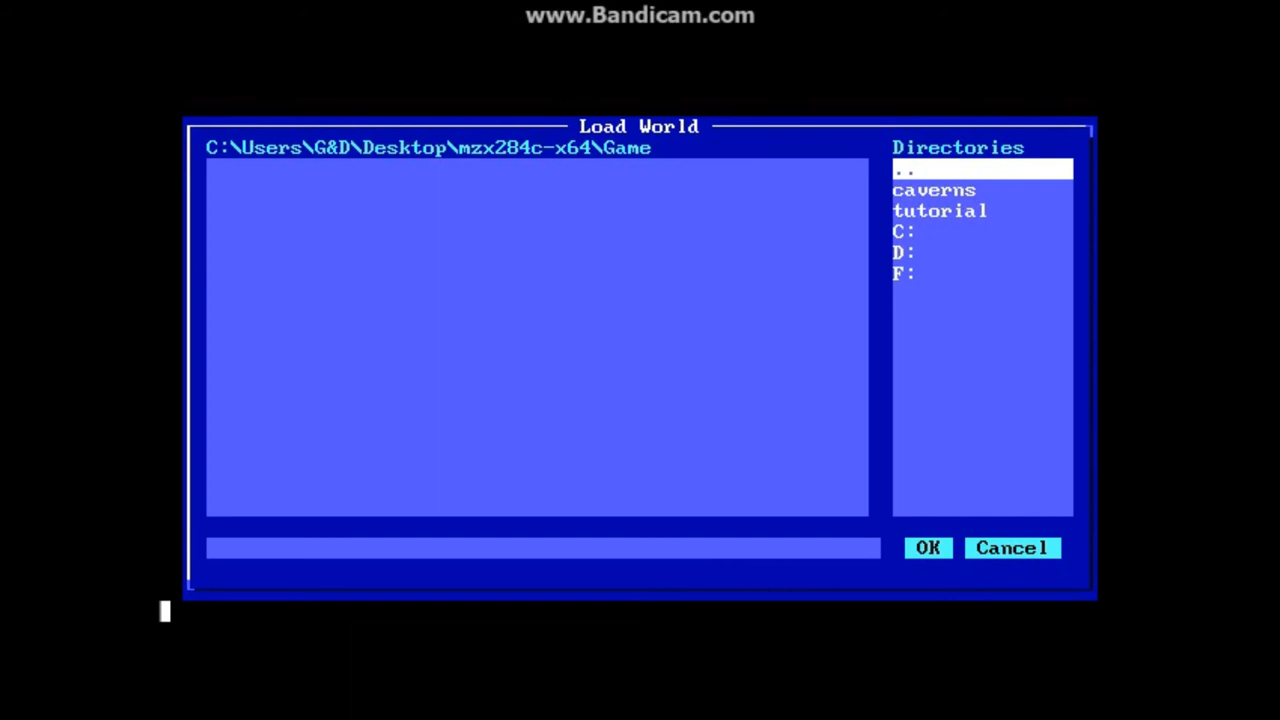 www.Bandicam.com
Load World
C:\Users\G&D\Desktop\mzx284c-x64\Game
Directories
..
caverns
tutorial
C:
D:
F:
OK
Cancel